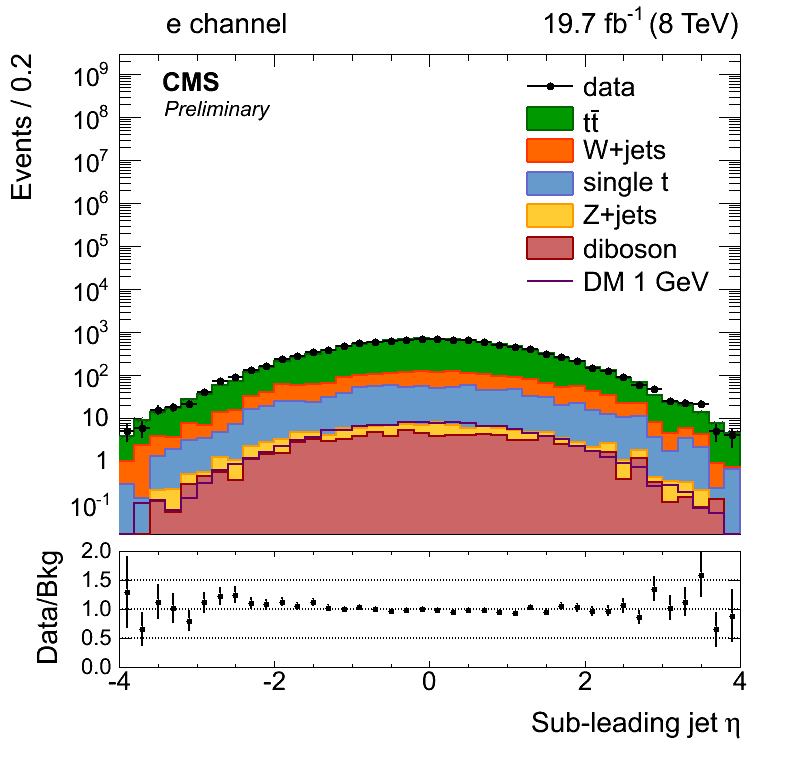 e channel 19.7 fb⁻¹ (8 TeV)
CMS
Preliminary
data
tt̄
W+jets
single t
Z+jets
diboson
DM 1 GeV
Events / 0.2
10⁹
10⁸
10⁷
10⁶
10⁵
10⁴
10³
10²
10
1
10⁻¹
Data/Bkg
2.0
1.5
1.0
0.5
0.0
-4 -2 0 2 4
Sub-leading jet η